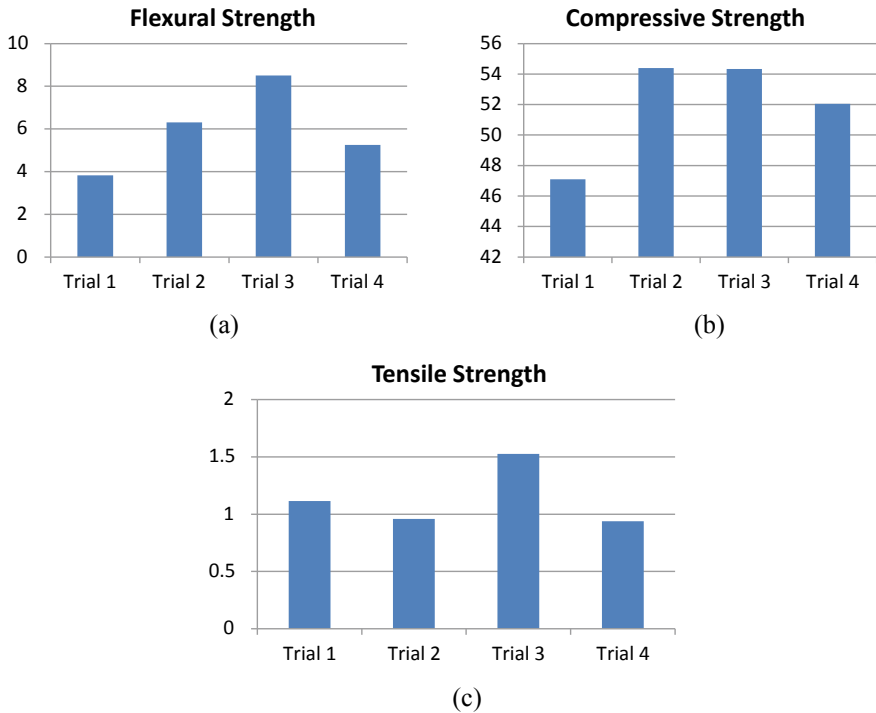 Flexural Strength
10
8
6
4
2
0
Trial 1 Trial 2 Trial 3 Trial 4
(a)
Compressive Strength
56
54
52
50
48
46
44
42
Trial 1 Trial 2 Trial 3 Trial 4
(b)
Tensile Strength
2
1.5
1
0.5
0
Trial 1 Trial 2 Trial 3 Trial 4
(c)